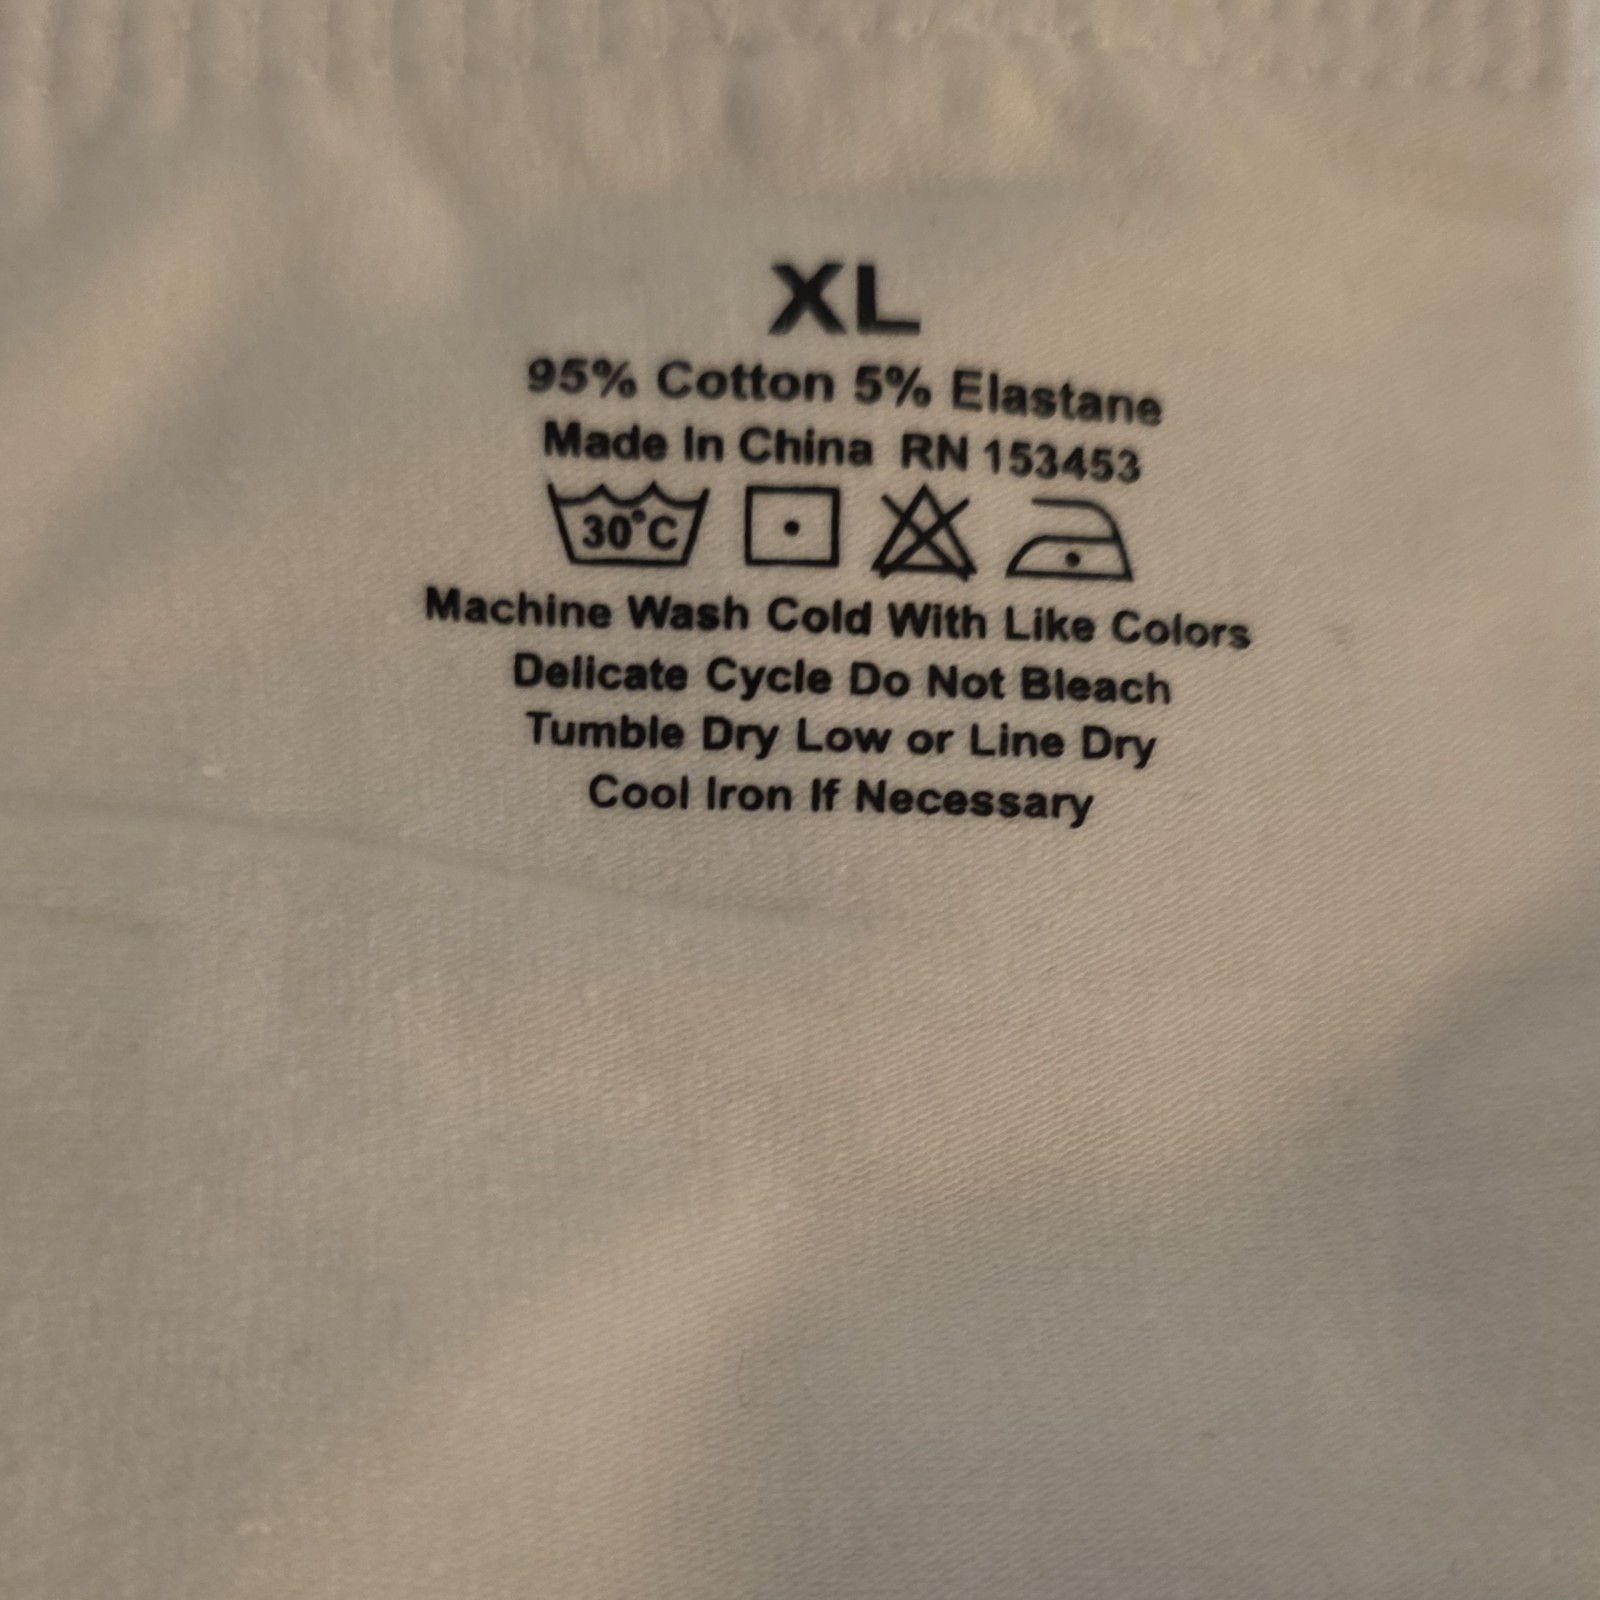 XL
95% Cotton 5% Elastane
Made In China RN 153453
30°C
Machine Wash Cold With Like Colors
Delicate Cycle Do Not Bleach
Tumble Dry Low or Line Dry
Cool Iron If Necessary